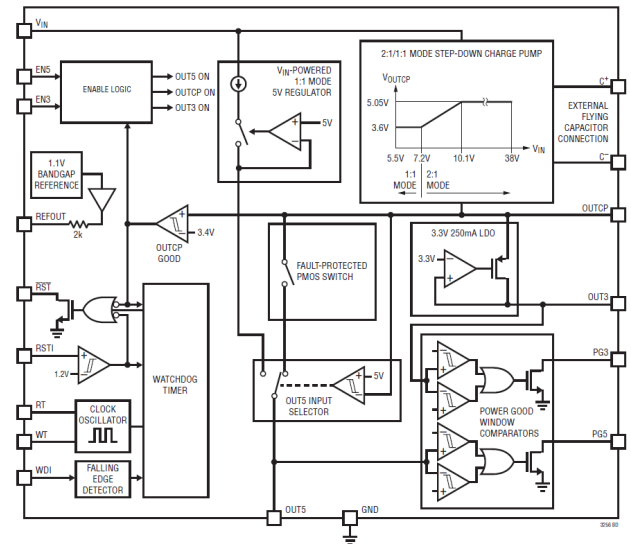 VIN
2:1/1:1 MODE STEP-DOWN CHARGE PUMP
EN5
EN3
ENABLE LOGIC
OUT5 ON
OUTCP ON
OUT3 ON
VIN-POWERED
1:1 MODE
5V REGULATOR
+
5V
–
VOUTCP
5.05V
3.6V
VIN
5.5V 7.2V 10.1V 38V
1:1
MODE
2:1
MODE
C+
EXTERNAL
FLYING
CAPACITOR
CONNECTION
C–
1.1V
BANDGAP
REFERENCE
REFOUT
2k
+
–
3.4V
OUTCP
GOOD
OUTCP
FAULT-PROTECTED
PMOS SWITCH
3.3V 250mA LDO
3.3V
–
+
OUT3
RST
RSTI
+
1.2V
–
WATCHDOG
TIMER
OUT5 INPUT
SELECTOR
–
5V
+
RT
WT
CLOCK
OSCILLATOR
WDI
FALLING
EDGE
DETECTOR
–
+
–
+
PG3
POWER GOOD
WINDOW
COMPARATORS
–
+
–
+
PG5
OUT5
GND
3256 BD